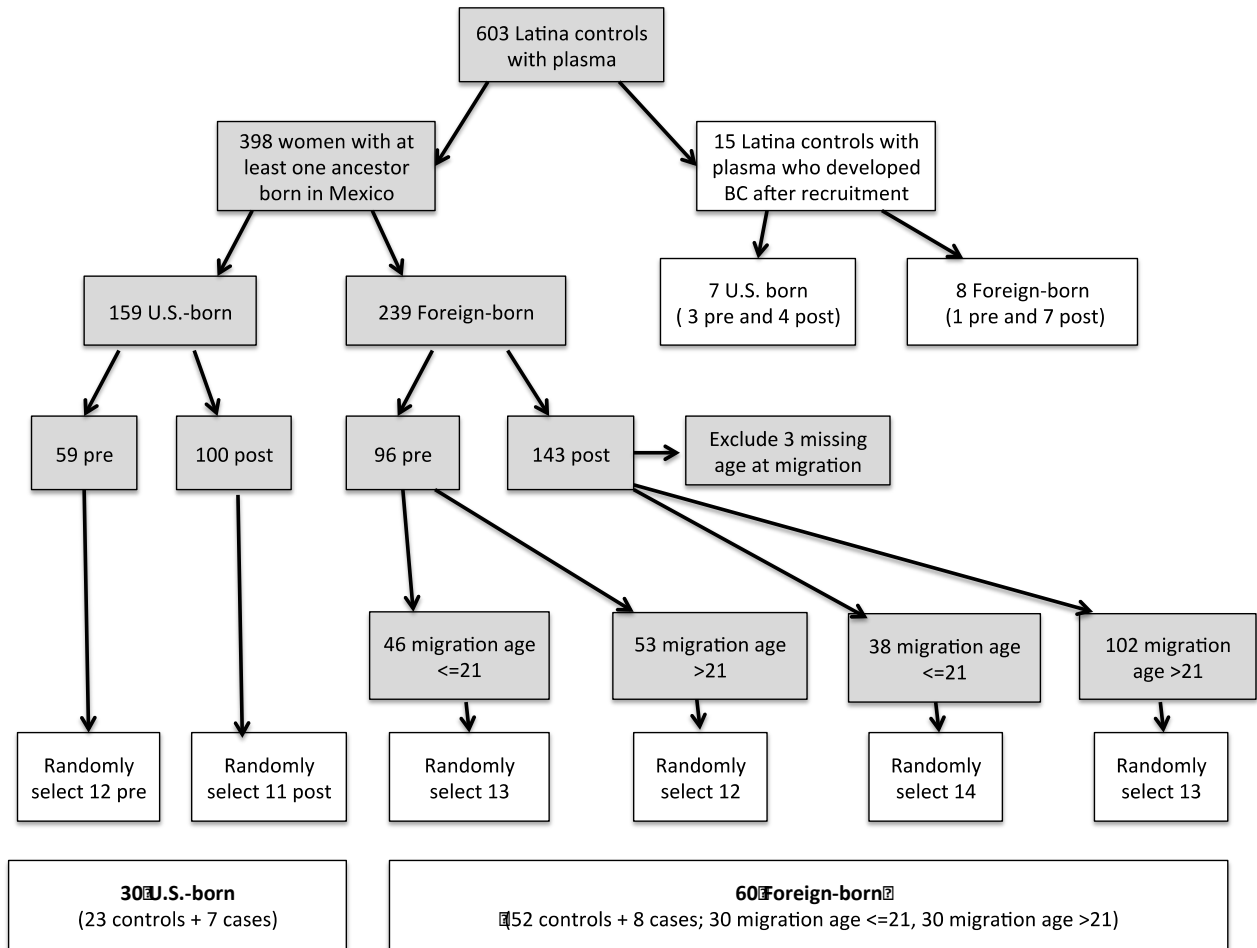 603 Latina controls
with plasma
398 women with at
least one ancestor
born in Mexico
15 Latina controls with
plasma who developed
BC after recruitment
159 U.S.-born
239 Foreign-born
7 U.S. born
( 3 pre and 4 post)
8 Foreign-born
(1 pre and 7 post)
59 pre
100 post
96 pre
143 post
Exclude 3 missing
age at migration
46 migration age
<=21
53 migration age
>21
38 migration age
<=21
102 migration
age >21
Randomly
select 12 pre
Randomly
select 11 post
Randomly
select 13
Randomly
select 12
Randomly
select 14
Randomly
select 13
30 U.S.-born
(23 controls + 7 cases)
60 Foreign-born
(52 controls + 8 cases; 30 migration age <=21, 30 migration age >21)